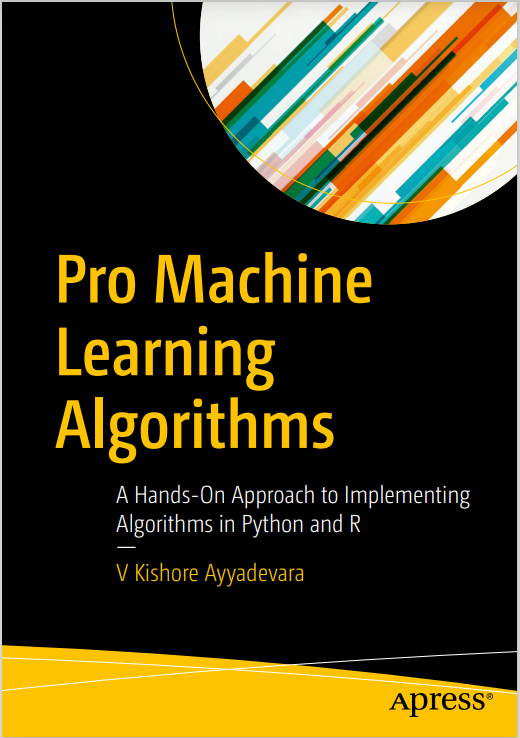 Pro Machine
Learning
Algorithms
A Hands-On Approach to Implementing
Algorithms in Python and R
—
V Kishore Ayyadevara
Apress®